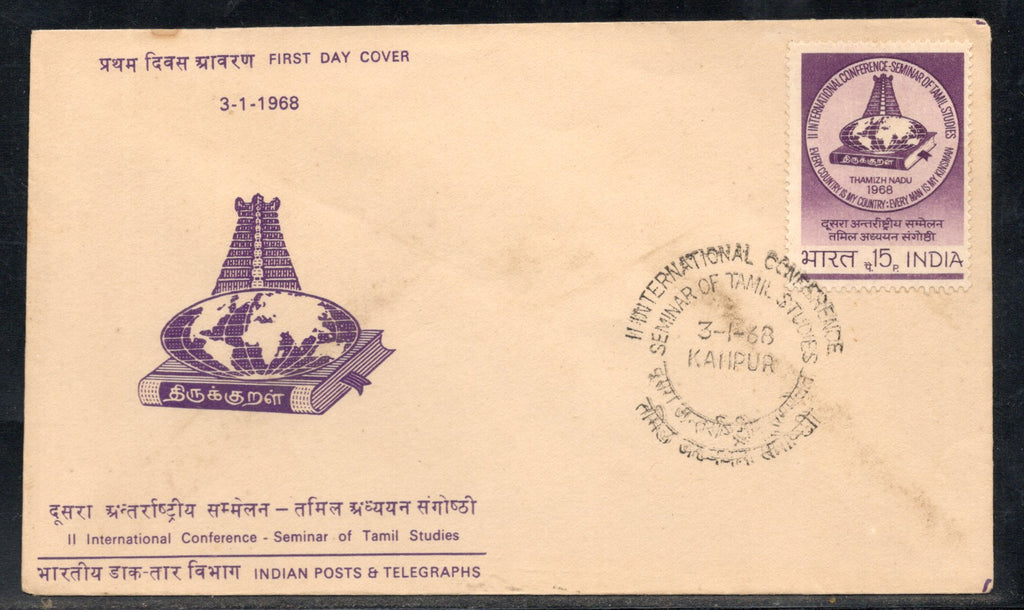 प्रथम दिवस आवरण FIRST DAY COVER
3-1-1968
II INTERNATIONAL CONFERENCE-SEMINAR OF TAMIL STUDIES
EVERY COUNTRY IS MY COUNTRY: EVERY MAN IS MY KINSMAN
திருக்குறள்
THAMIZH NADU
1968
दूसरा अन्तर्राष्ट्रीय सम्मेलन
तमिल अध्ययन संगोष्ठी
भारत पै. 15 P. INDIA
திருக்குறள்
II INTERNATIONAL CONFERENCE
SEMINAR OF TAMIL STUDIES
3-1-68
KANPUR
दूसरा
तमिल
दूसरा अन्तर्राष्ट्रीय सम्मेलन – तमिल अध्ययन संगोष्ठी
II International Conference - Seminar of Tamil Studies
भारतीय डाक-तार विभाग INDIAN POSTS & TELEGRAPHS